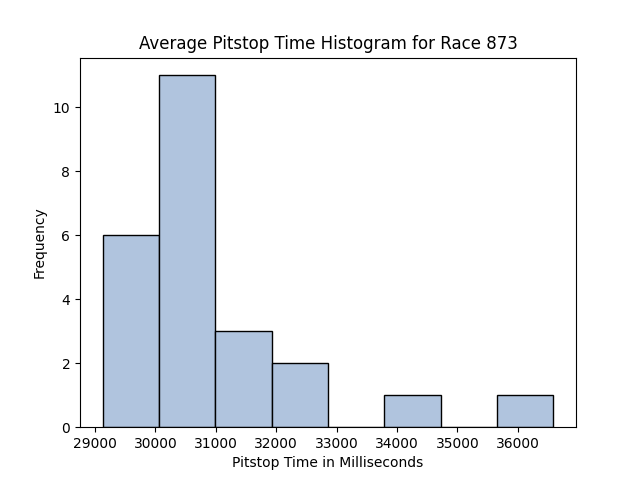 Average Pitstop Time Histogram for Race 873
10
8
6
4
2
0
Frequency
29000 30000 31000 32000 33000 34000 35000 36000
Pitstop Time in Milliseconds